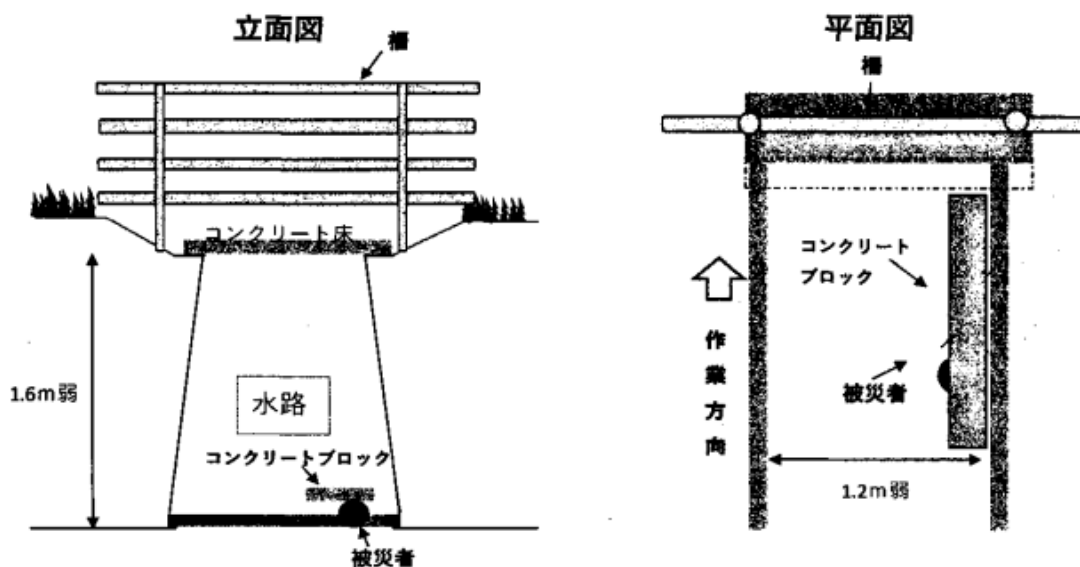 立面図
柵
コンクリート床
1.6m弱
水路
コンクリートブロック
被災者
平面図
柵
コンクリート
ブロック
作業方向
被災者
1.2m弱